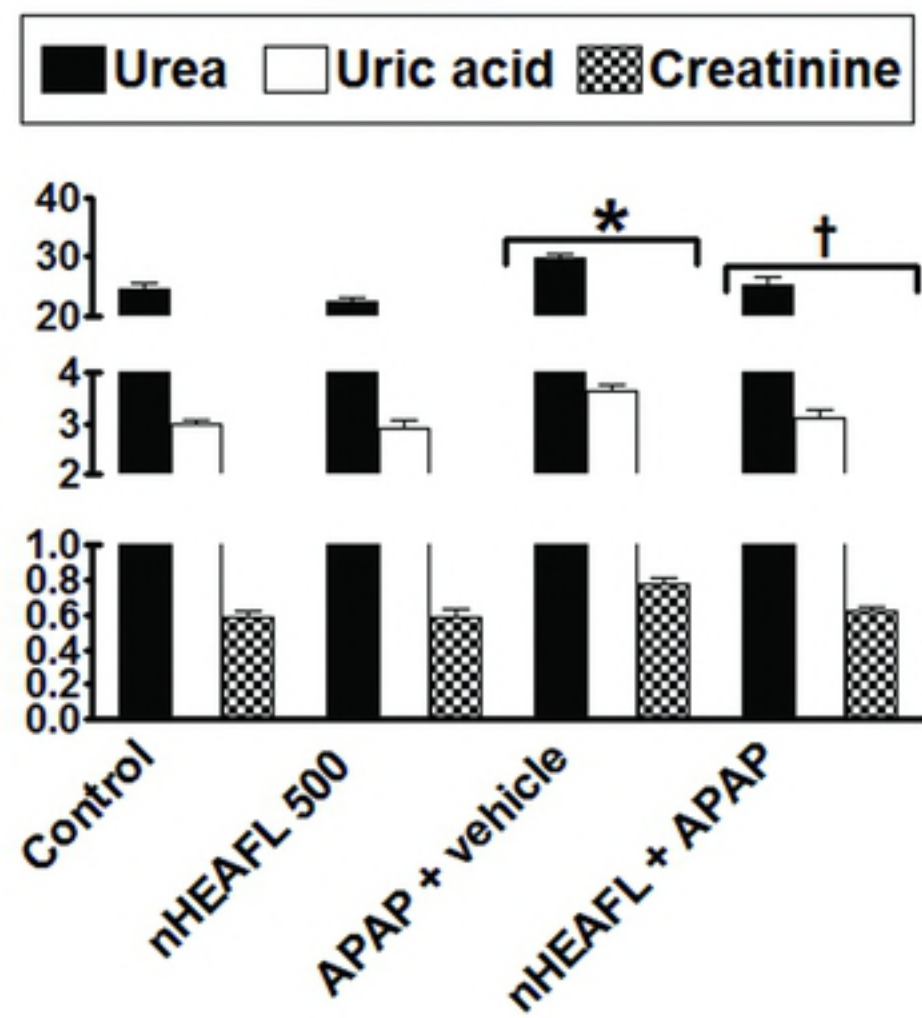 Urea Uric acid Creatinine
40
*
†
30
20
4
3
2
1.0
0.8
0.6
0.4
0.2
0.0
Control
nHEAFL 500
APAP + vehicle
nHEAFL + APAP